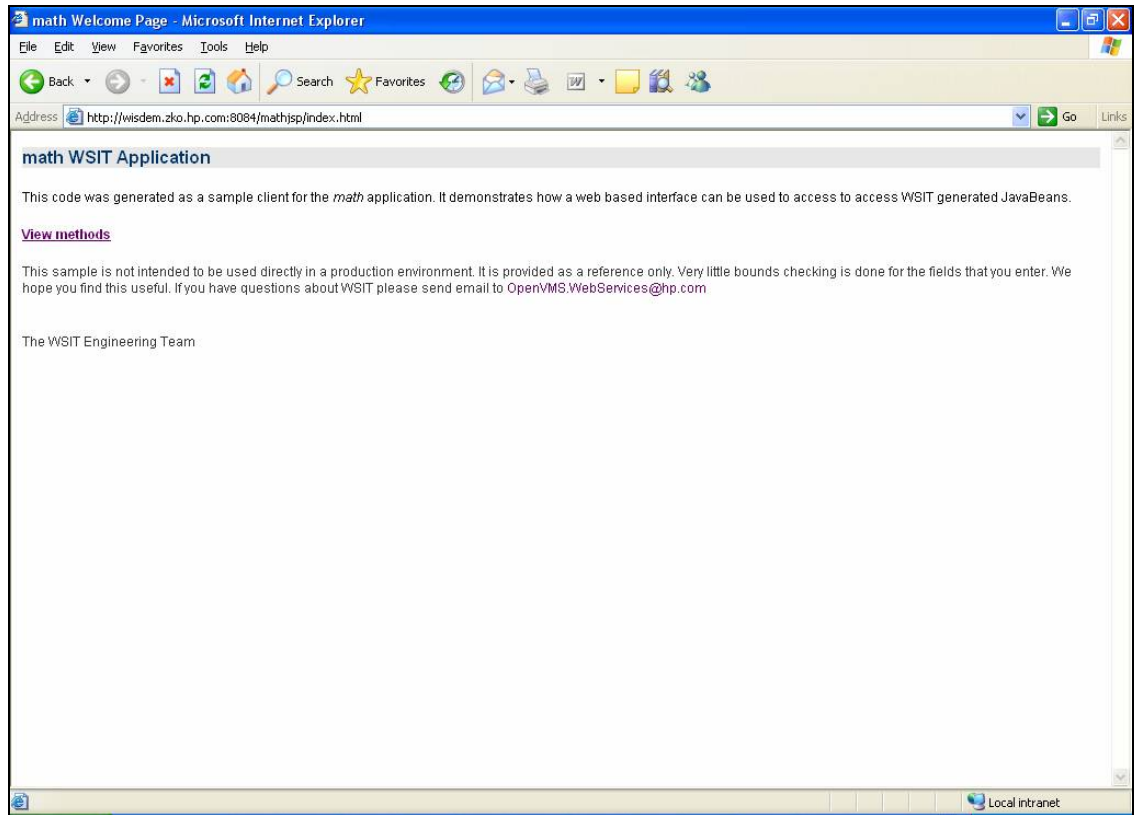 math Welcome Page - Microsoft Internet Explorer
File Edit View Favorites Tools Help
Back Search Favorites
Address http://wisdem.zko.hp.com:8084/mathjsp/index.html Go Links
math WSIT Application
This code was generated as a sample client for the math application. It demonstrates how a web based interface can be used to access to access WSIT generated JavaBeans.
View methods
This sample is not intended to be used directly in a production environment. It is provided as a reference only. Very little bounds checking is done for the fields that you enter. We
hope you find this useful. If you have questions about WSIT please send email to OpenVMS.WebServices@hp.com
The WSIT Engineering Team
Local intranet